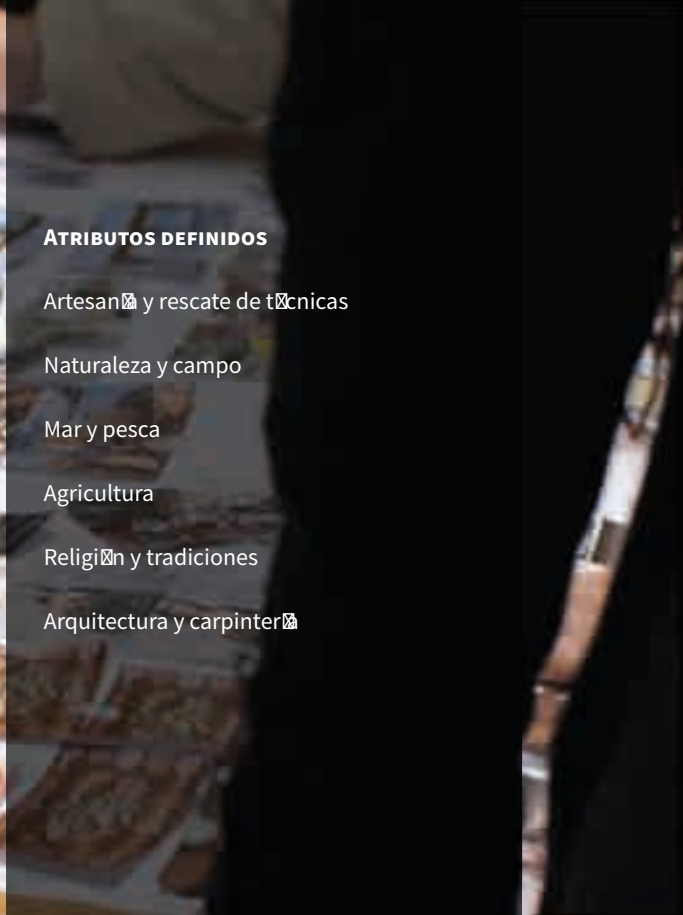 ATRIBUTOS DEFINIDOS
Artesan☒a y rescate de t☒cnicas
Naturaleza y campo
Mar y pesca
Agricultura
Religi☒n y tradiciones
Arquitectura y carpinter☒a